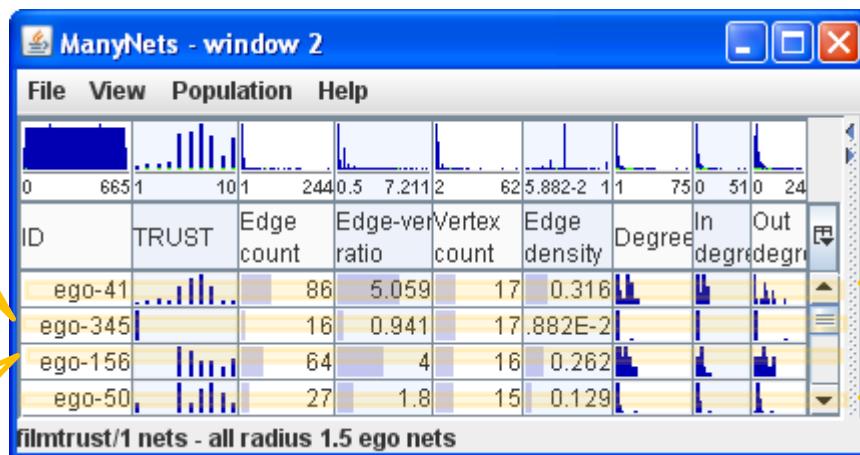 ManyNets - window 2
File View Population Help
0 665 1 10 1 244 0.5 7.211 2 62 5.882-2 1 1 75 0 51 0 24
ID TRUST Edge count Edge-ver ratio Vertex count Edge density Degree In degre Out degre
ego-41 86 5.059 17 0.316
ego-345 16 0.941 17 .882E-2
ego-156 64 4 16 0.262
ego-50 27 1.8 15 0.129
filmtrust/1 nets - all radius 1.5 ego nets